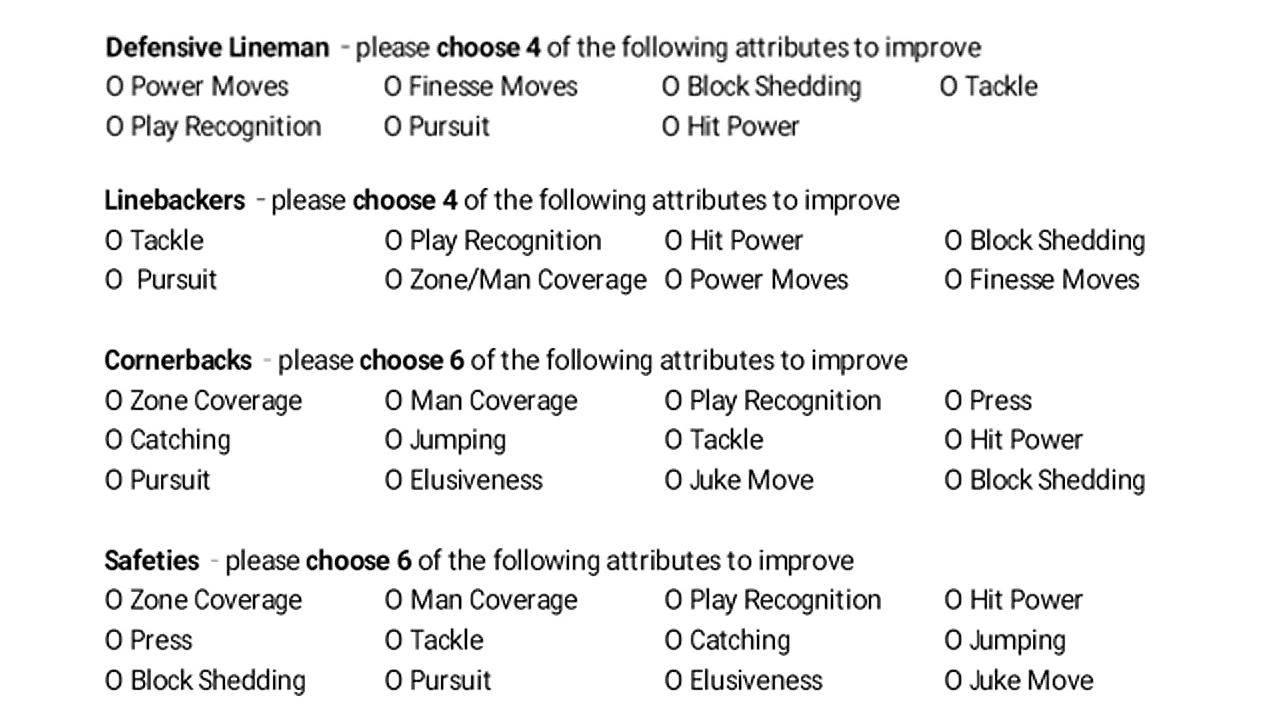 Defensive Lineman - please choose 4 of the following attributes to improve
O Power Moves O Finesse Moves O Block Shedding O Tackle
O Play Recognition O Pursuit O Hit Power
Linebackers - please choose 4 of the following attributes to improve
O Tackle O Play Recognition O Hit Power O Block Shedding
O Pursuit O Zone/Man Coverage O Power Moves O Finesse Moves
Cornerbacks - please choose 6 of the following attributes to improve
O Zone Coverage O Man Coverage O Play Recognition O Press
O Catching O Jumping O Tackle O Hit Power
O Pursuit O Elusiveness O Juke Move O Block Shedding
Safeties - please choose 6 of the following attributes to improve
O Zone Coverage O Man Coverage O Play Recognition O Hit Power
O Press O Tackle O Catching O Jumping
O Block Shedding O Pursuit O Elusiveness O Juke Move